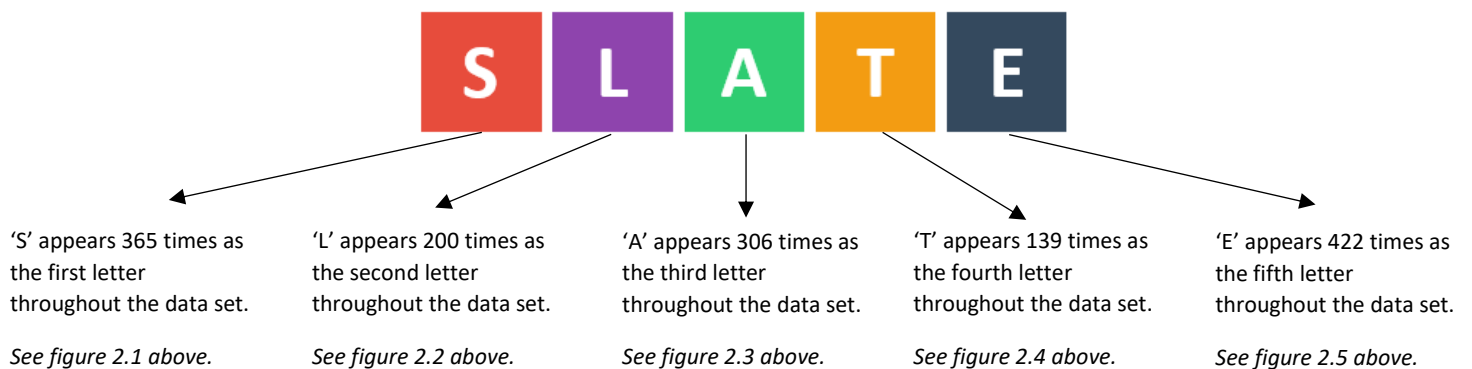 S L A T E
‘S’ appears 365 times as
the first letter
throughout the data set.
See figure 2.1 above.
‘L’ appears 200 times as
the second letter
throughout the data set.
See figure 2.2 above.
‘A’ appears 306 times as
the third letter
throughout the data set.
See figure 2.3 above.
‘T’ appears 139 times as
the fourth letter
throughout the data set.
See figure 2.4 above.
‘E’ appears 422 times as
the fifth letter
throughout the data set.
See figure 2.5 above.